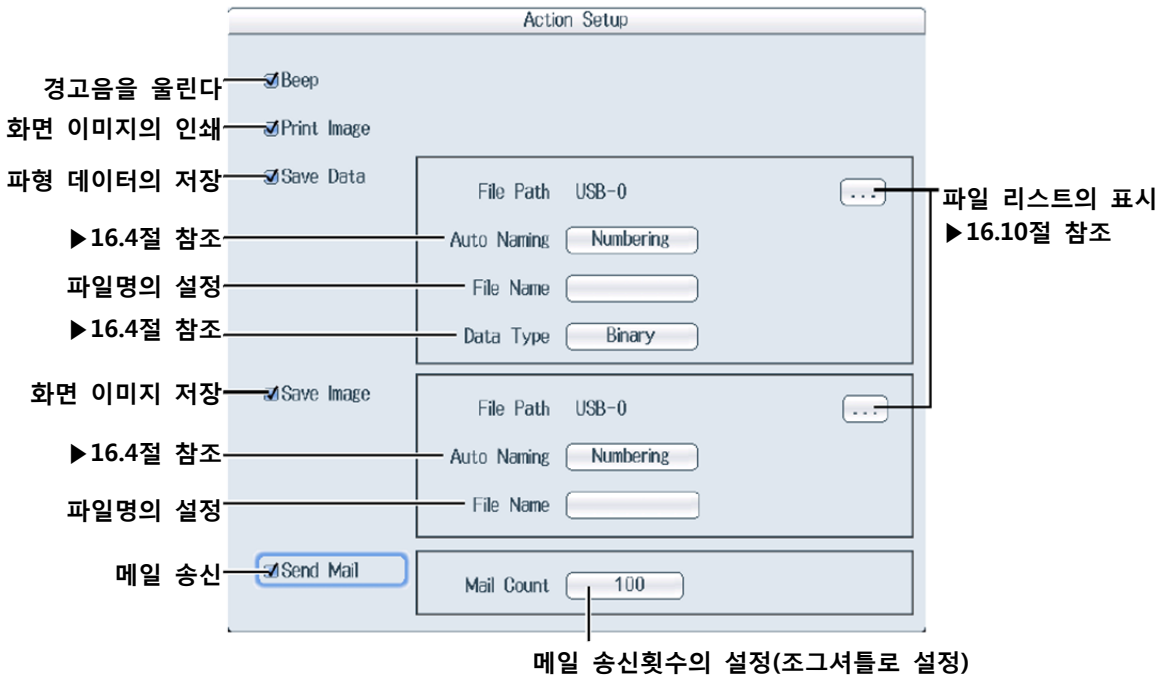 Action Setup
경고음을 울린다
Beep
화면 이미지의 인쇄
Print Image
파형 데이터의 저장
Save Data
File Path USB-0 ...
파일 리스트의 표시
▶16.10절 참조
▶16.4절 참조
Auto Naming Numbering
파일명의 설정
File Name
▶16.4절 참조
Data Type Binary
화면 이미지 저장
Save Image
File Path USB-0 ...
▶16.4절 참조
Auto Naming Numbering
파일명의 설정
File Name
메일 송신
Send Mail
Mail Count 100
메일 송신횟수의 설정(조그셔틀로 설정)